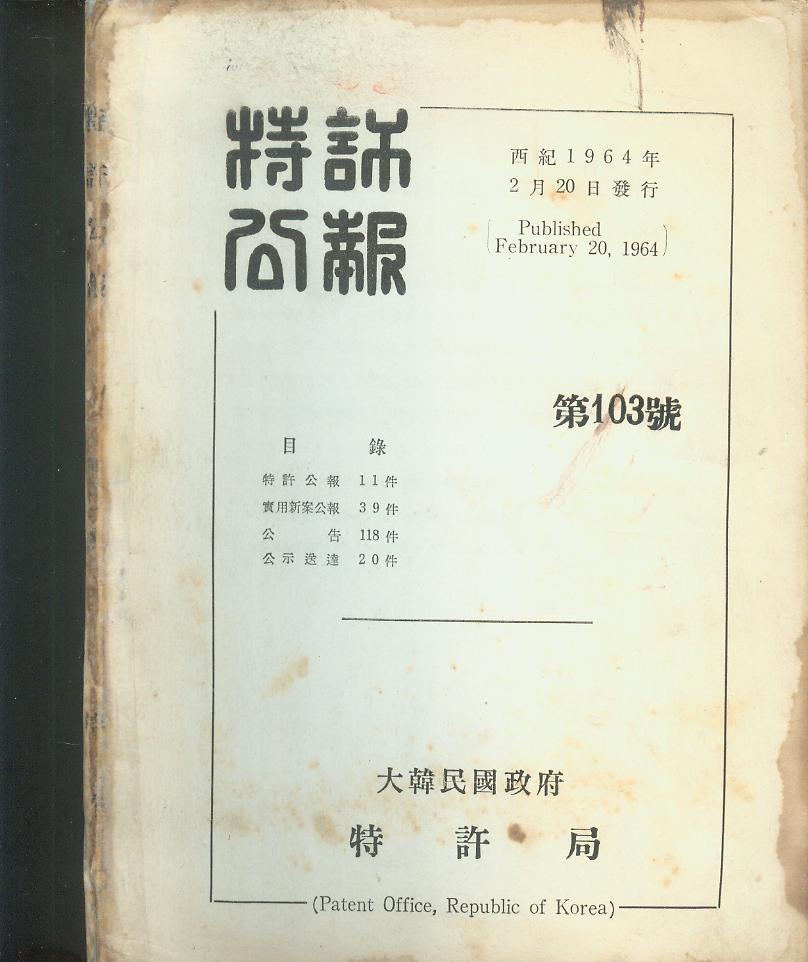 特許
公報
西紀1964年
2月20日發行
Published
February 20, 1964
第103號
目 錄
特許公報 11件
實用新案公報 39件
公告 118件
公示送達 20件
大韓民國政府
特許局
(Patent Office, Republic of Korea)